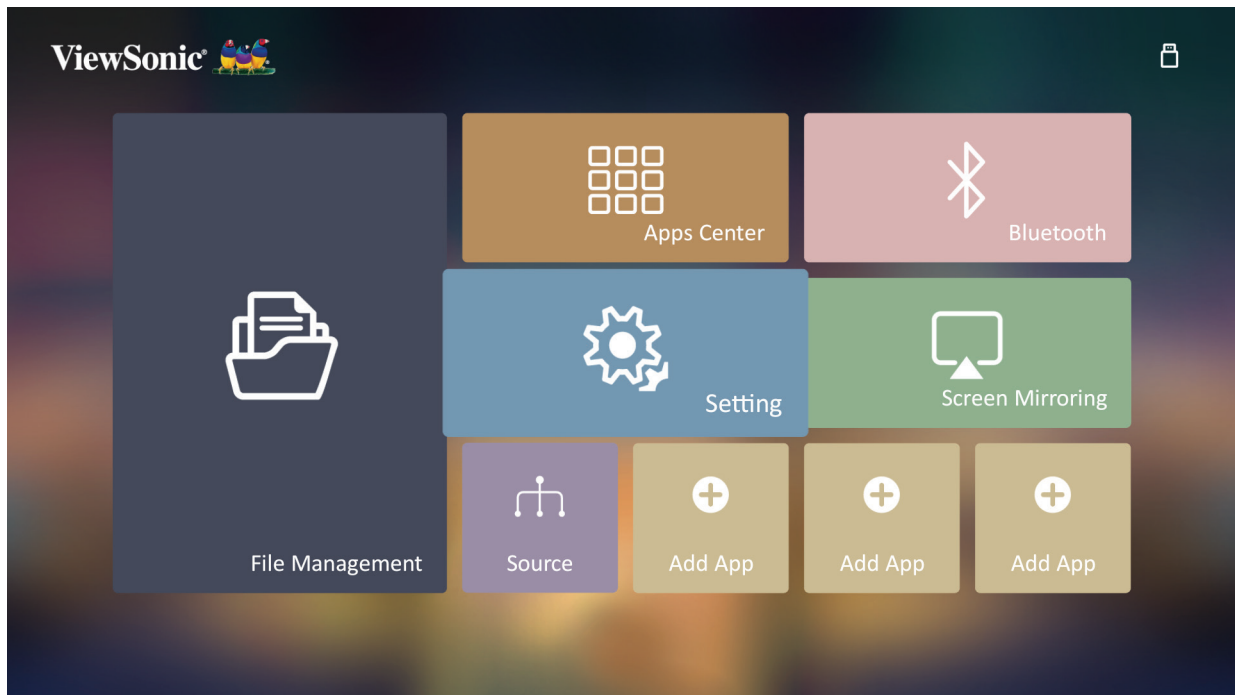 ViewSonic®
Apps Center
Bluetooth
Setting
Screen Mirroring
File Management
Source
Add App
Add App
Add App